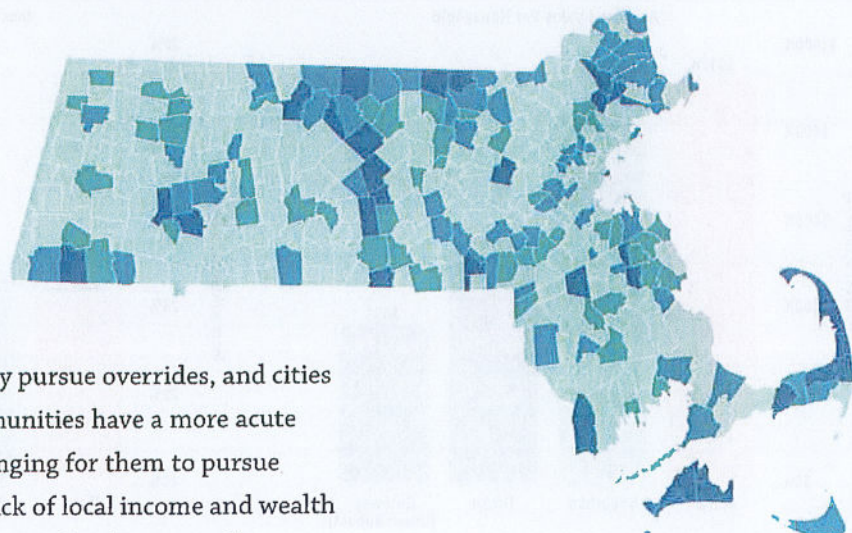 y pursue overrides, and cities
nunities have a more acute
nging for them to pursue
ck of local income and wealth